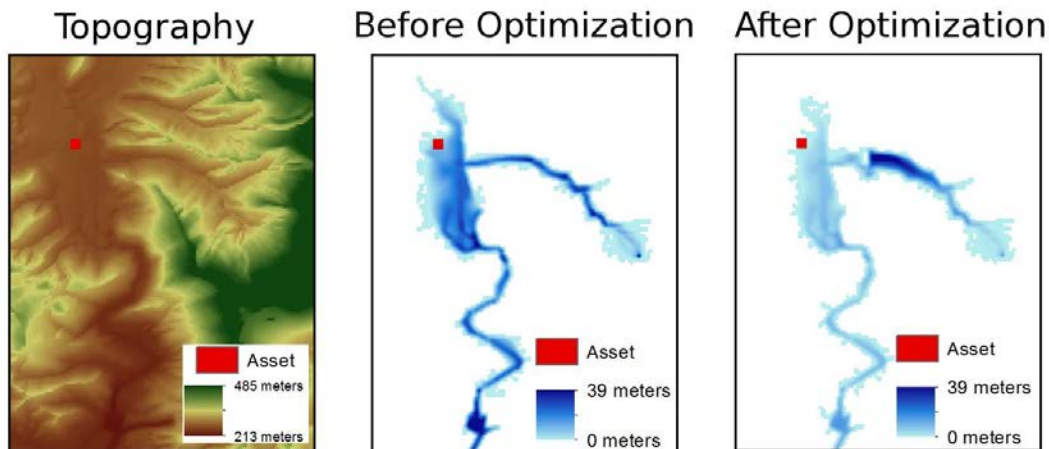 Topography
Asset
485 meters
213 meters
Before Optimization
Asset
39 meters
0 meters
After Optimization
Asset
39 meters
0 meters